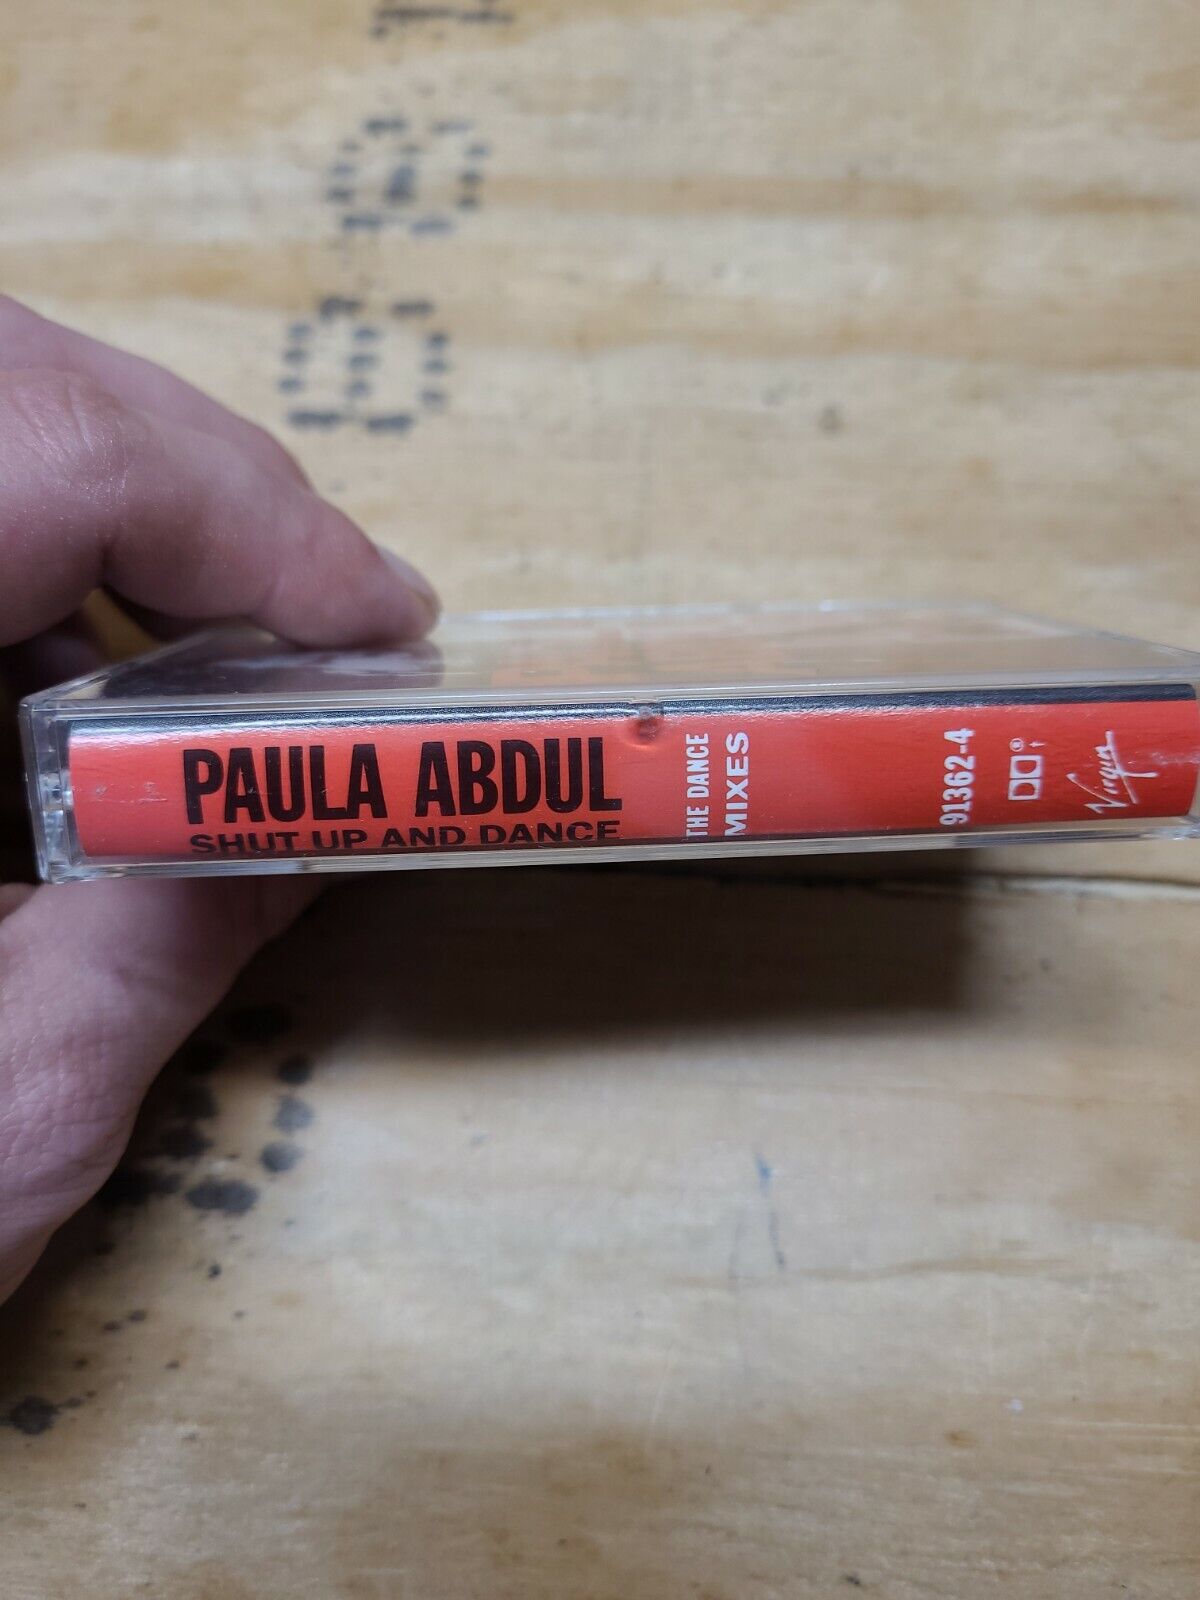 PAULA ABDUL
SHUT UP AND DANCE
THE DANCE
MIXES
91362-4
Virgin